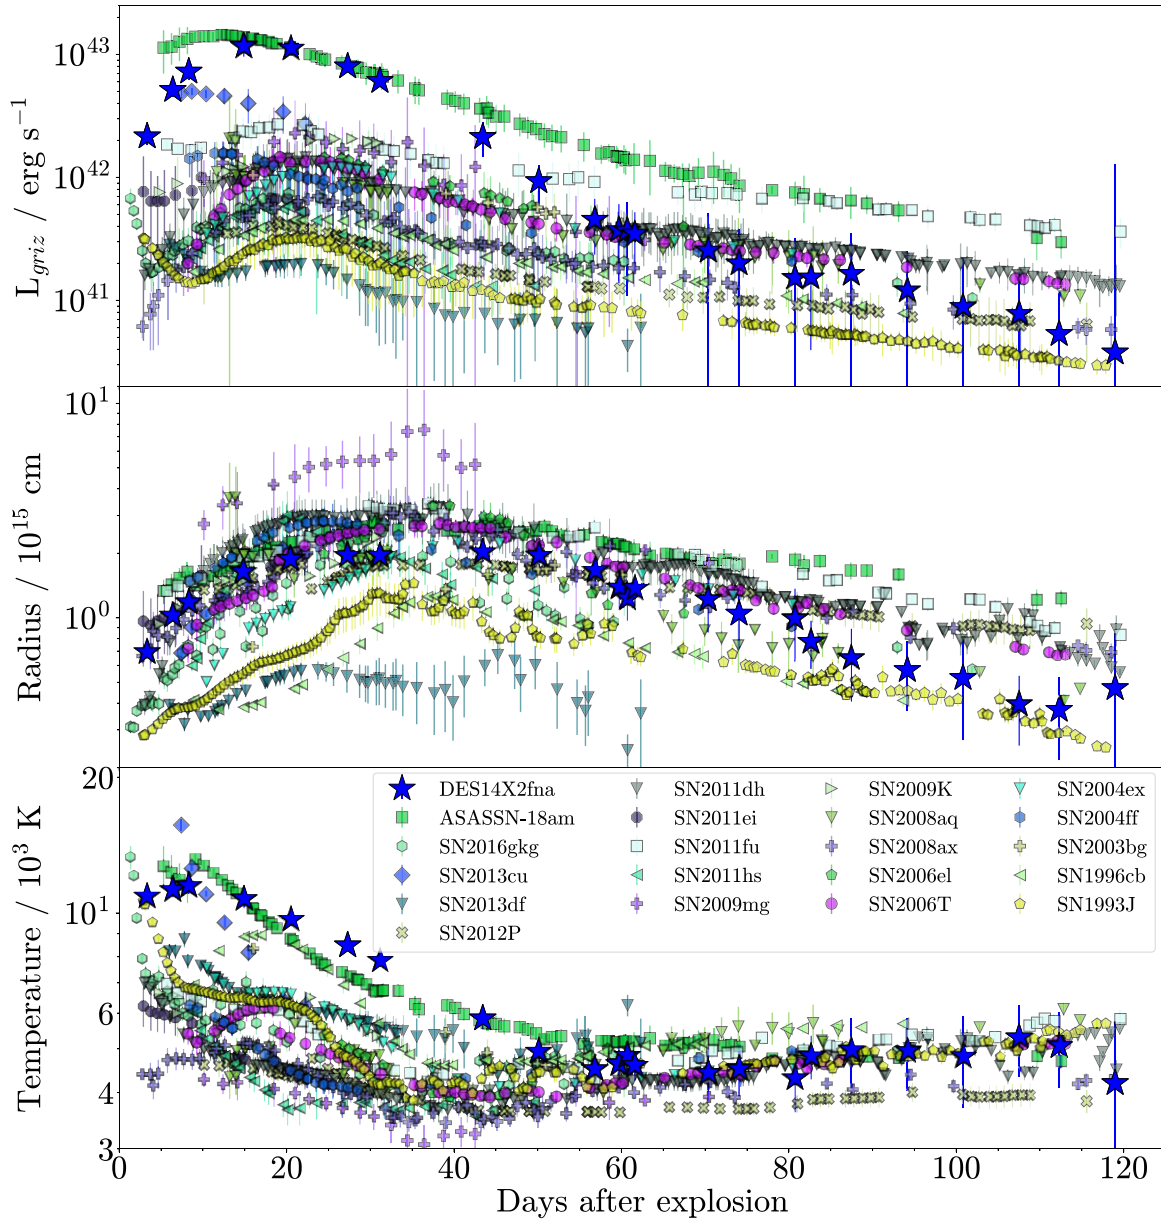 10^43
10^42
10^41
L_griz / erg s^−1
10^1
10^0
Radius / 10^15 cm
20
10
6
4
3
Temperature / 10^3 K
DES14X2fna
ASASSN-18am
SN2016gkg
SN2013cu
SN2013df
SN2012P
SN2011dh
SN2011ei
SN2011fu
SN2011hs
SN2009mg
SN2009K
SN2008aq
SN2008ax
SN2006el
SN2006T
SN2004ex
SN2004ff
SN2003bg
SN1996cb
SN1993J
0 20 40 60 80 100 120
Days after explosion